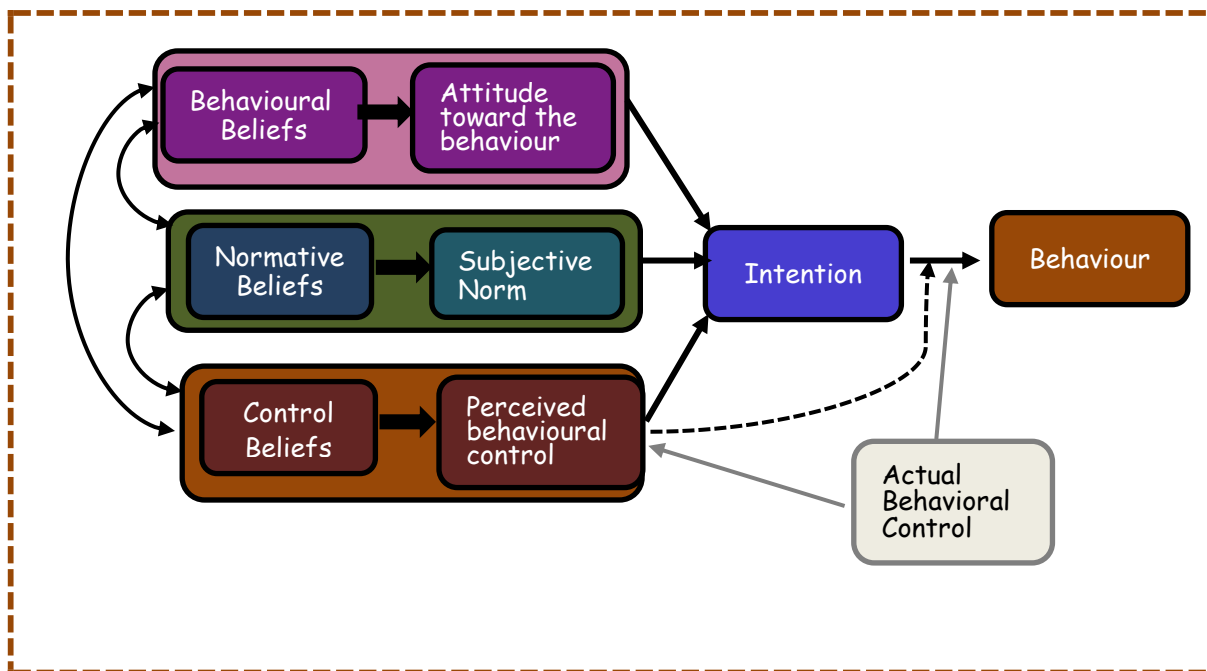 Behavioural
Beliefs
Attitude
toward the
behaviour
Normative
Beliefs
Subjective
Norm
Intention
Behaviour
Control
Beliefs
Perceived
behavioural
control
Actual
Behavioral
Control